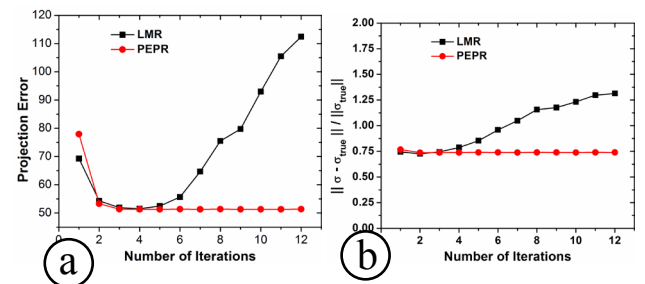 120
110
100
90
80
70
60
50
Projection Error
LMR
PEPR
0 2 4 6 8 10 12
Number of Iterations
a
2.00
1.75
1.50
1.25
1.00
0.75
0.50
0.25
0.00
|| σ - σtrue || / ||σtrue||
LMR
PEPR
0 2 4 6 8 10 12
Number of Iterations
b